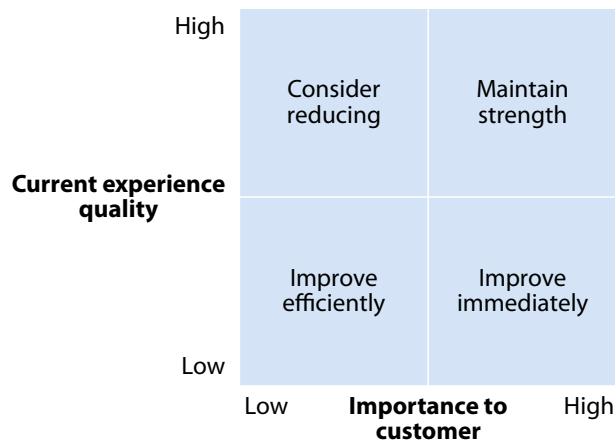 High
Consider
reducing
Maintain
strength
Current experience
quality
Improve
efficiently
Improve
immediately
Low
Low
Importance to
customer
High